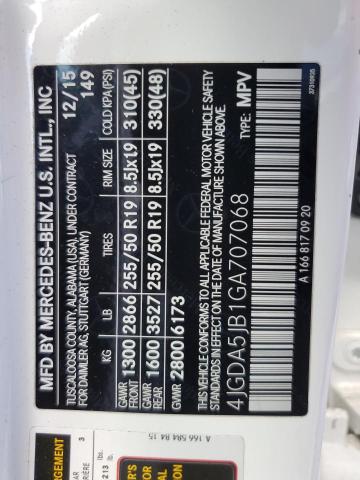 MFD BY MERCEDES-BENZ U.S. INTL., INC
TUSCALOOSA COUNTY, ALABAMA (USA) UNDER CONTRACT
FOR DAIMLER AG, STUTTGART (GERMANY)
12/15
149
KG LB TIRES RIM SIZE COLD KPA(PSI)
GAWR FRONT 1300 2866 255/50 R19 8.5Jx19 310(45)
GAWR REAR 1600 3527 255/50 R19 8.5Jx19 330(48)
GVWR 2800 6173
THIS VEHICLE CONFORMS TO ALL APPLICABLE FEDERAL MOTOR VEHICLE SAFETY
STANDARDS IN EFFECT ON THE DATE OF MANUFACTURE SHOWN ABOVE.
4JGDA5JB1GA707068 TYPE: MPV
A 166 817 09 20
37310935
A 166 584 84 15
3
lbs
213